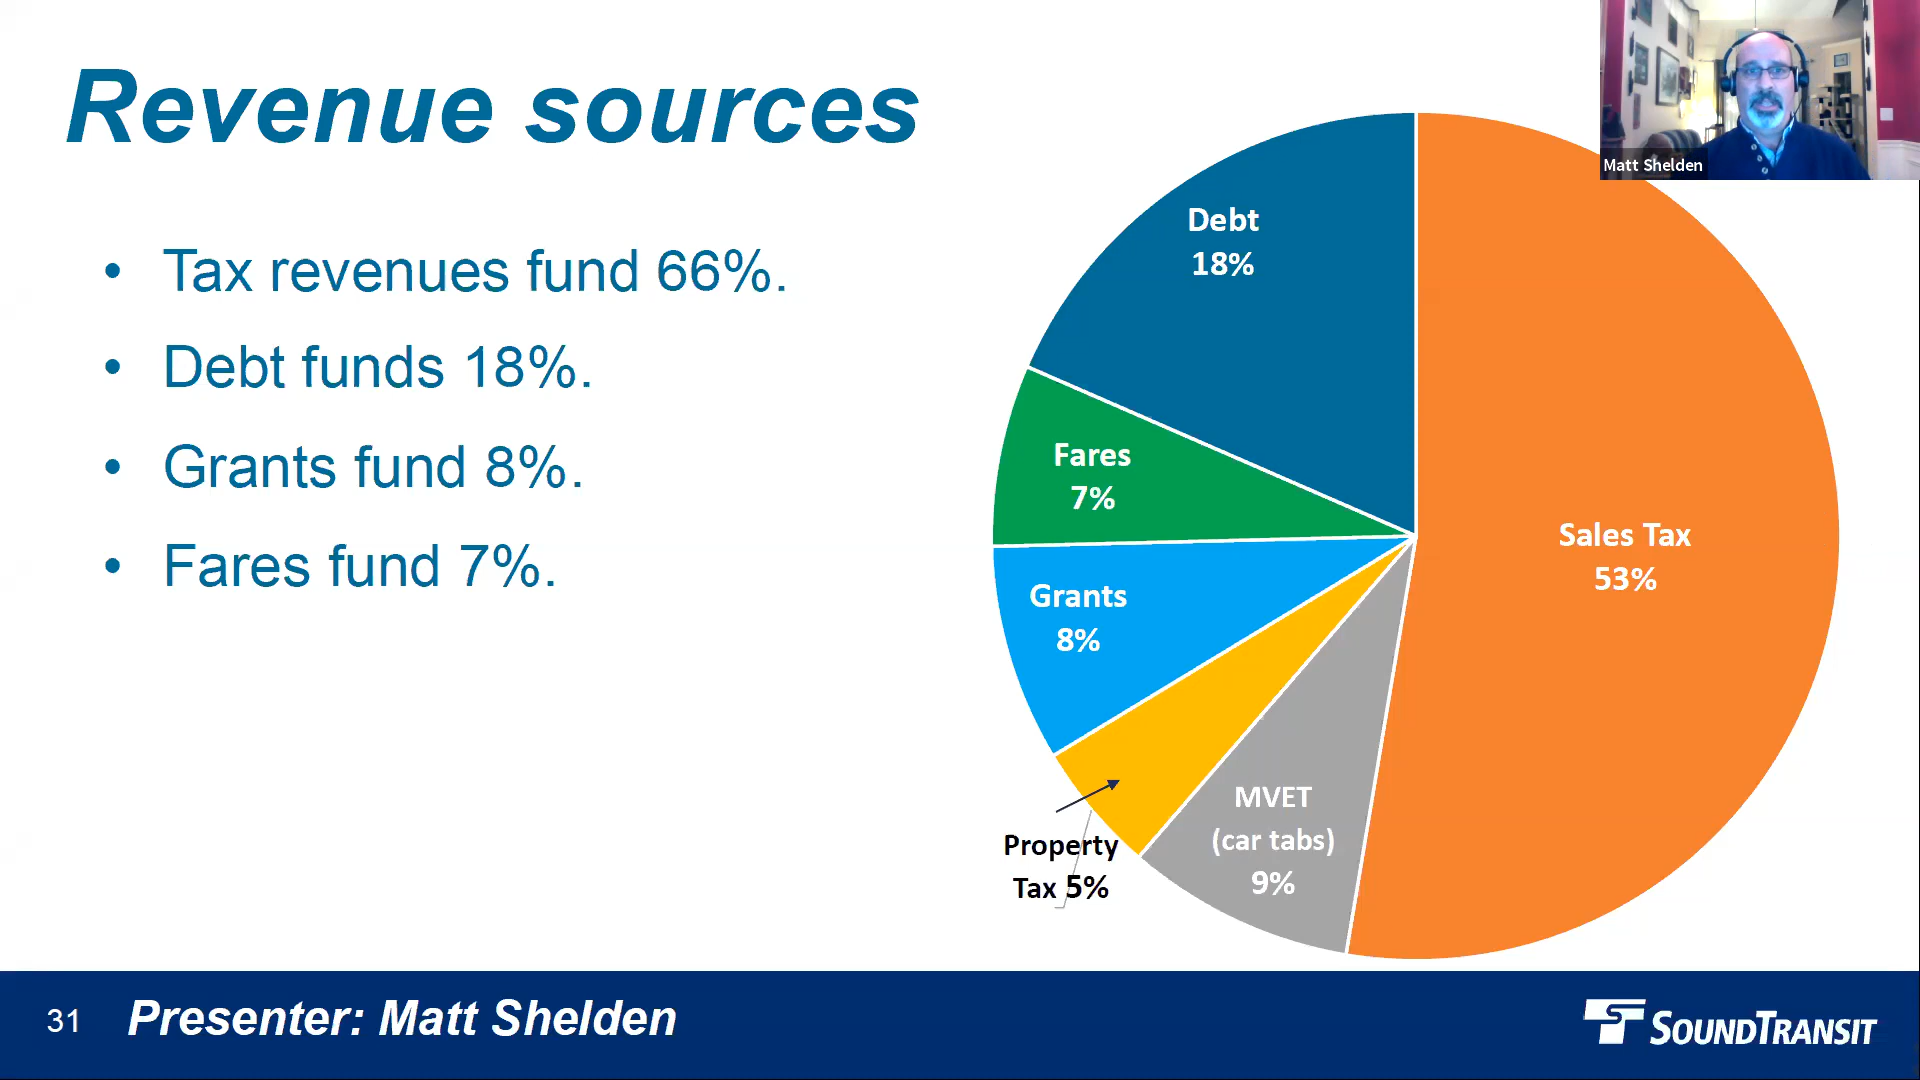 Revenue sources
• Tax revenues fund 66%.
• Debt funds 18%.
• Grants fund 8%.
• Fares fund 7%.
Debt
18%
Fares
7%
Grants
8%
Property
Tax 5%
MVET
(car tabs)
9%
Sales Tax
53%
Matt Shelden
31
Presenter: Matt Shelden
SOUNDTRANSIT